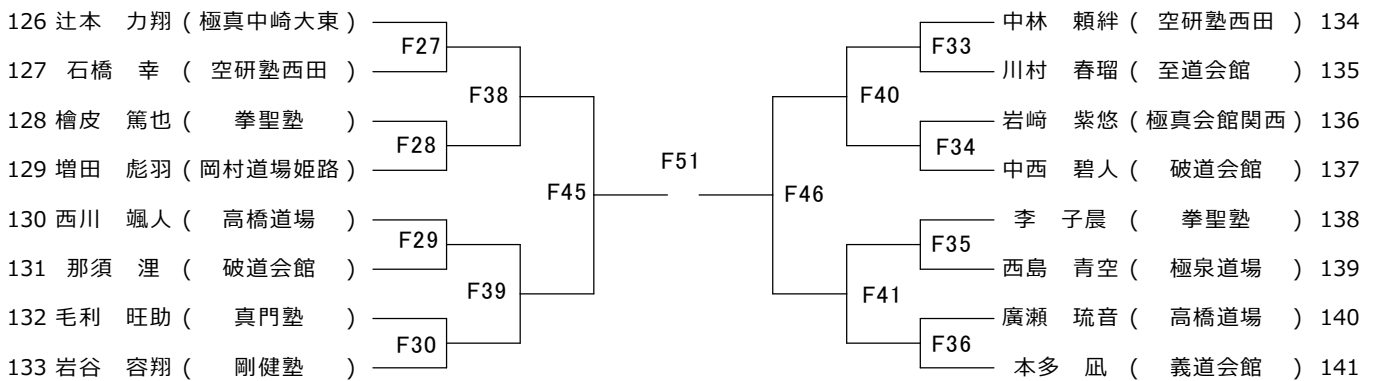 126 辻本　力翔 ( 極真中崎大東 )
F27
127 石橋　幸 ( 空研塾西田 )
F38
128 檜皮　篤也 ( 拳聖塾 )
F28
129 増田　彪羽 ( 岡村道場姫路 )
F45
130 西川　颯人 ( 高橋道場 )
F29
131 那須　浬 ( 破道会館 )
F39
132 毛利　旺助 ( 真門塾 )
F30
133 岩谷　容翔 ( 剛健塾 )
F51
中林　頼絆 ( 空研塾西田 ) 134
F33
川村　春瑠 ( 至道会館 ) 135
F40
岩﨑　紫悠 ( 極真会館関西 ) 136
F34
中西　碧人 ( 破道会館 ) 137
F46
李　子晨 ( 拳聖塾 ) 138
F35
西島　青空 ( 極泉道場 ) 139
F41
廣瀬　琉音 ( 高橋道場 ) 140
F36
本多　凪 ( 義道会館 ) 141